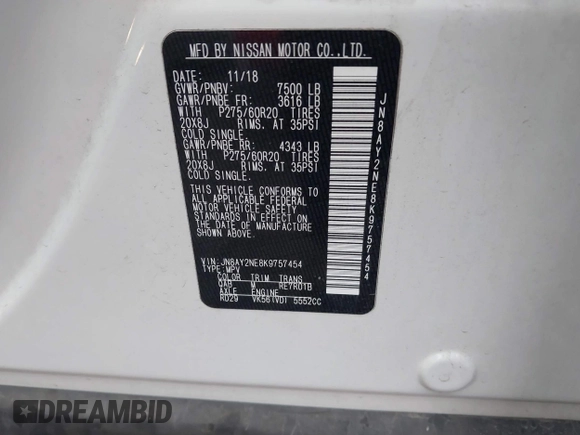 MFD BY NISSAN MOTOR CO.,LTD.
DATE: 11/18
GVWR/PNBV: 7500 LB
GAWR/PNBE FR: 3616 LB
WITH P275/60R20 TIRES
20X8J RIMS. AT 35PSI
COLD SINGLE.
GAWR/PNBE RR: 4343 LB
WITH P275/60R20 TIRES
20X8J RIMS. AT 35PSI
COLD SINGLE.
THIS VEHICLE CONFORMS TO
ALL APPLICABLE FEDERAL
MOTOR VEHICLE SAFETY
STANDARDS IN EFFECT ON
THE DATE OF MANUFACTURE
SHOWN ABOVE.
VIN: JN8AY2NE8K9757454
TYPE: MPV
COLOR TRIM TRANS
QAB M RE7R01B
AXLE ENGINE
RD29 VK56(VD) 5552CC
JN8AY2NE8K9757454
DREAMBID